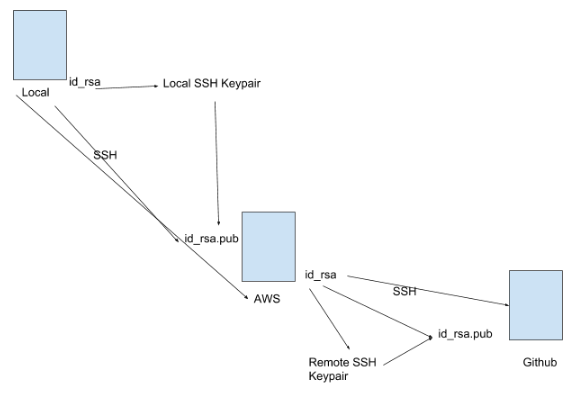 id_rsa
Local SSH Keypair
Local
SSH
id_rsa.pub
AWS
id_rsa
SSH
id_rsa.pub
Remote SSH
Keypair
Github